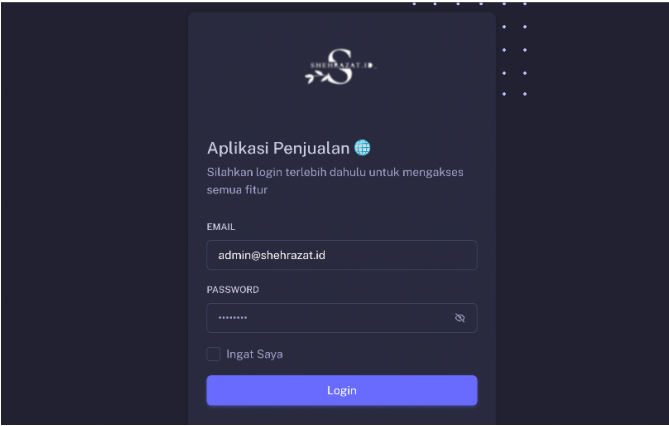 SHEHRAZAT.ID_
Aplikasi Penjualan
Silahkan login terlebih dahulu untuk mengakses
semua fitur
EMAIL
admin@shehrazat.id
PASSWORD
••••••••
Ingat Saya
Login